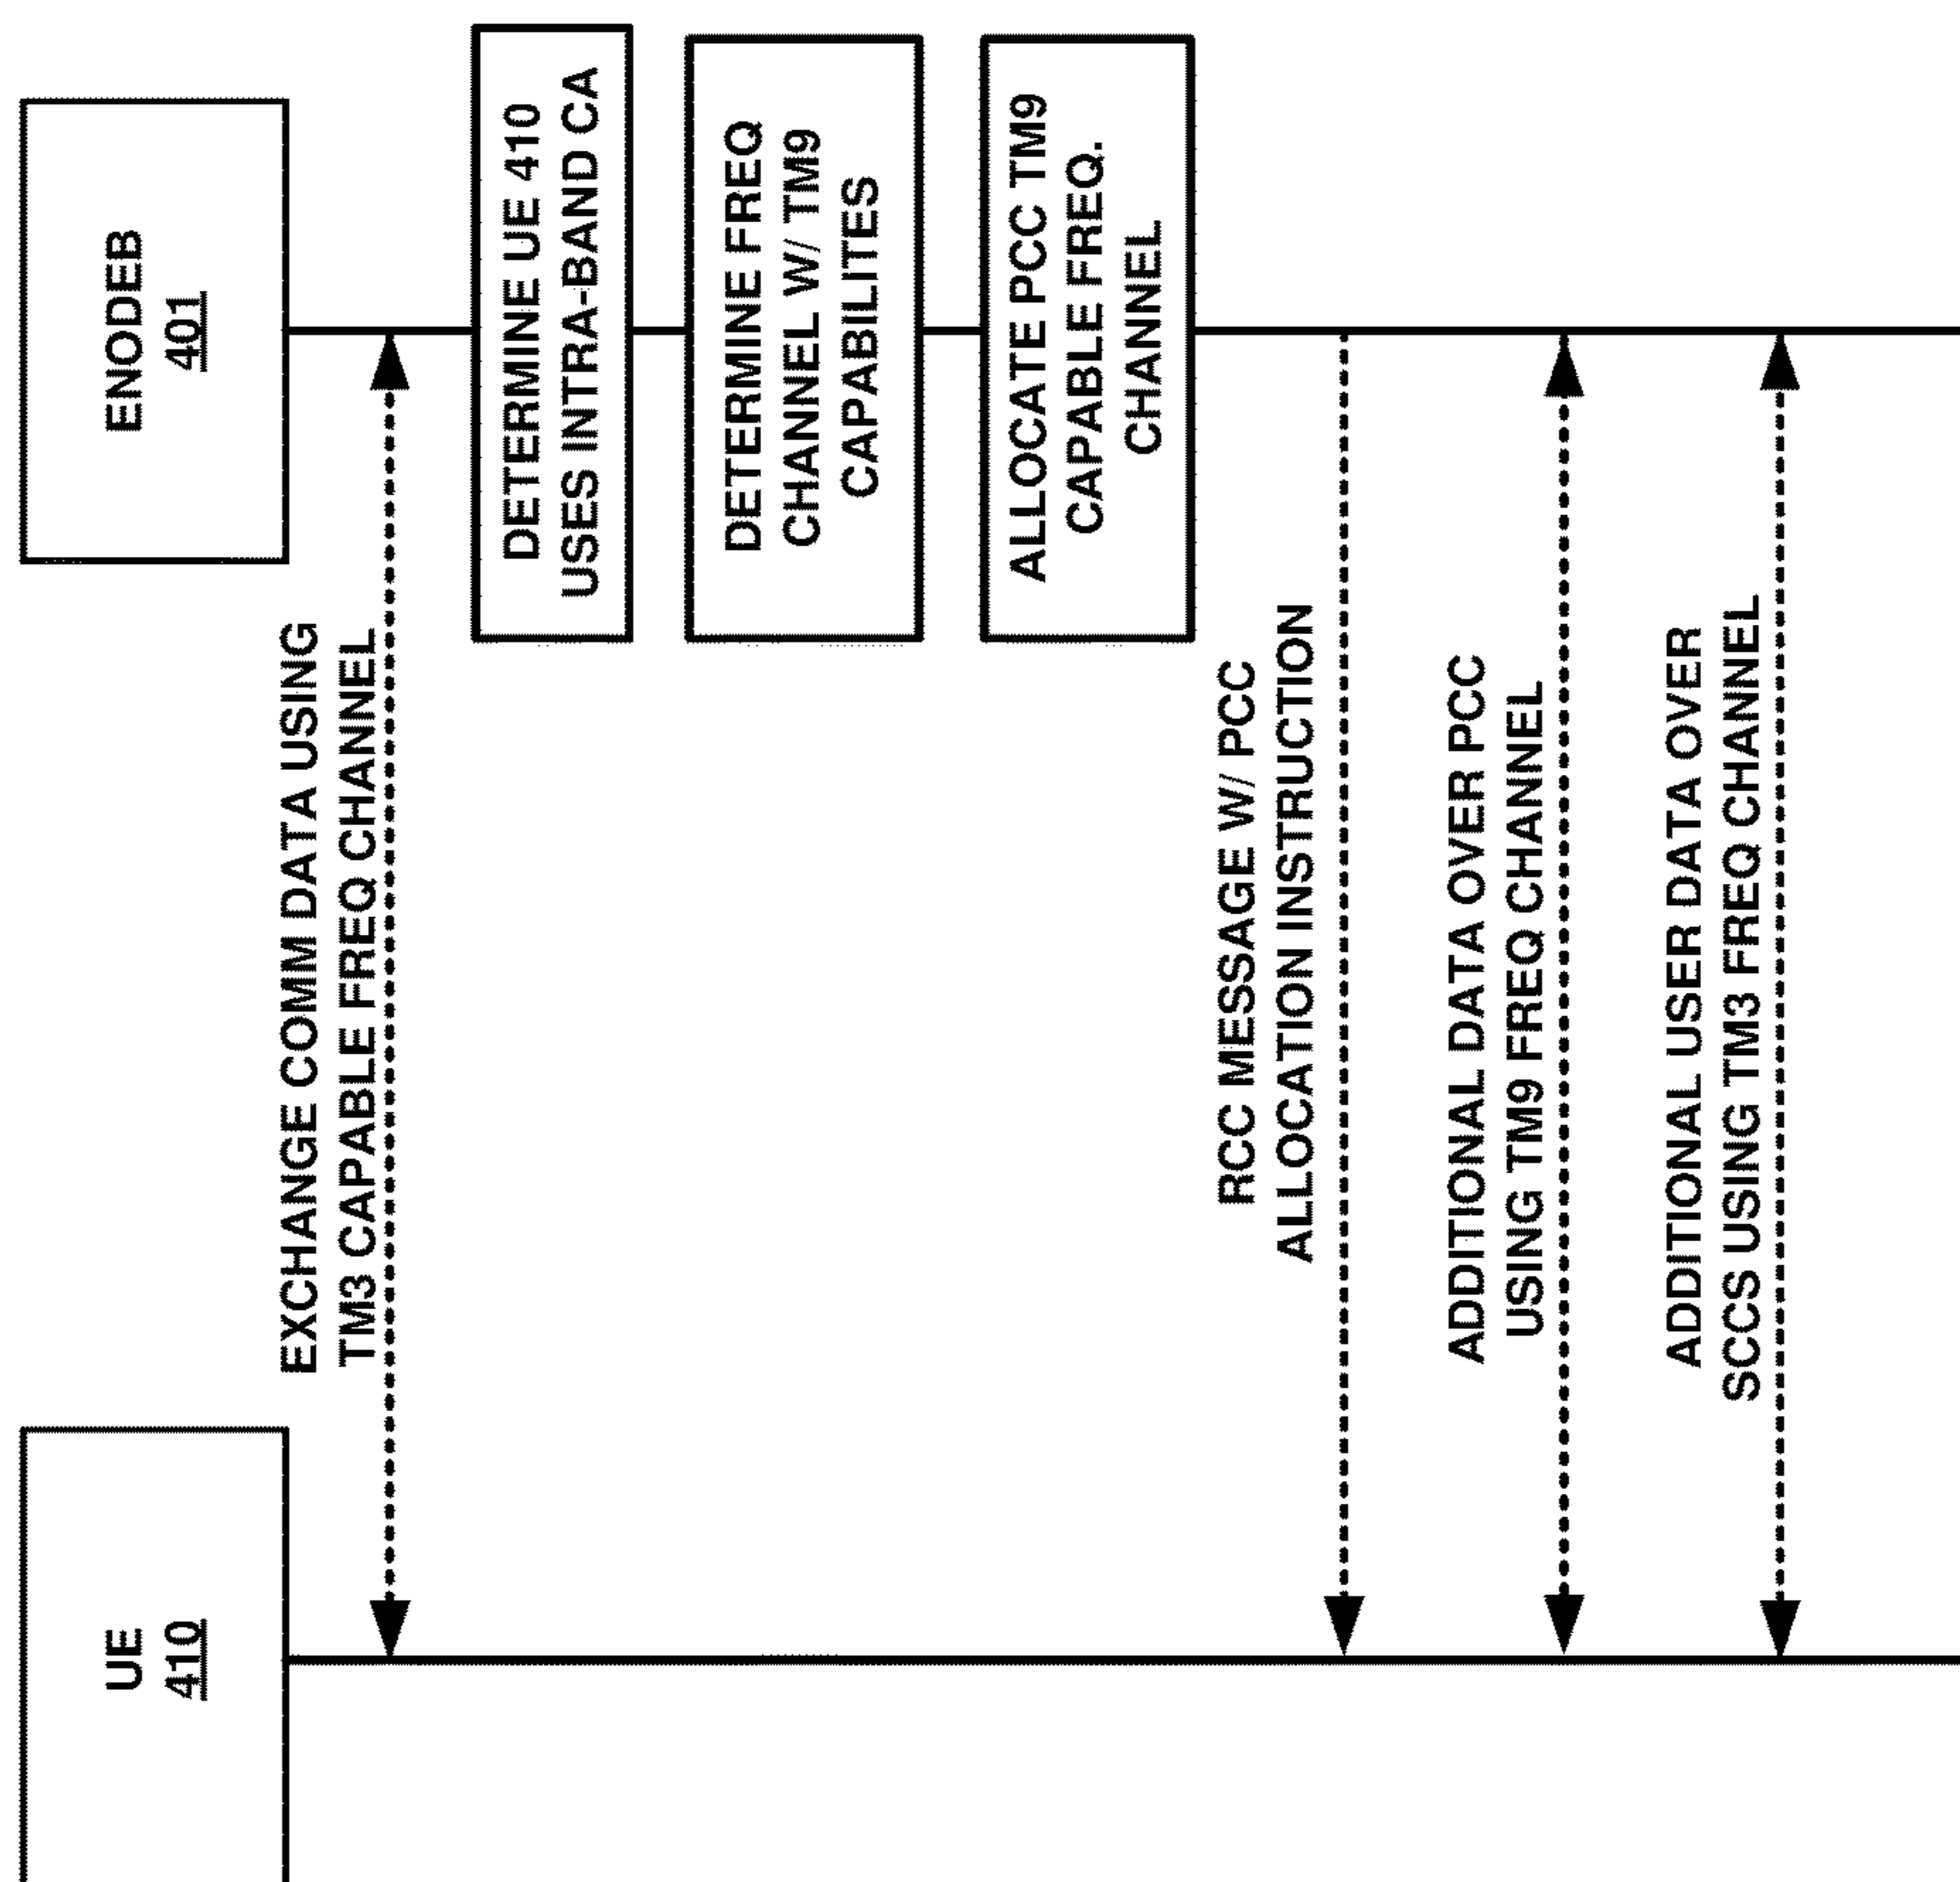 UE
410
ENODEB
401
EXCHANGE COMM DATA USING
TM3 CAPABLE FREQ CHANNEL
DETERMINE UE 410
USES INTRA-BAND CA
DETERMINE FREQ
CHANNEL W/ TM9
CAPABILITES
ALLOCATE PCC TM9
CAPABLE FREQ.
CHANNEL
RCC MESSAGE W/ PCC
ALLOCATION INSTRUCTION
ADDITIONAL DATA OVER PCC
USING TM9 FREQ CHANNEL
ADDITIONAL USER DATA OVER
SCCS USING TM3 FREQ CHANNEL